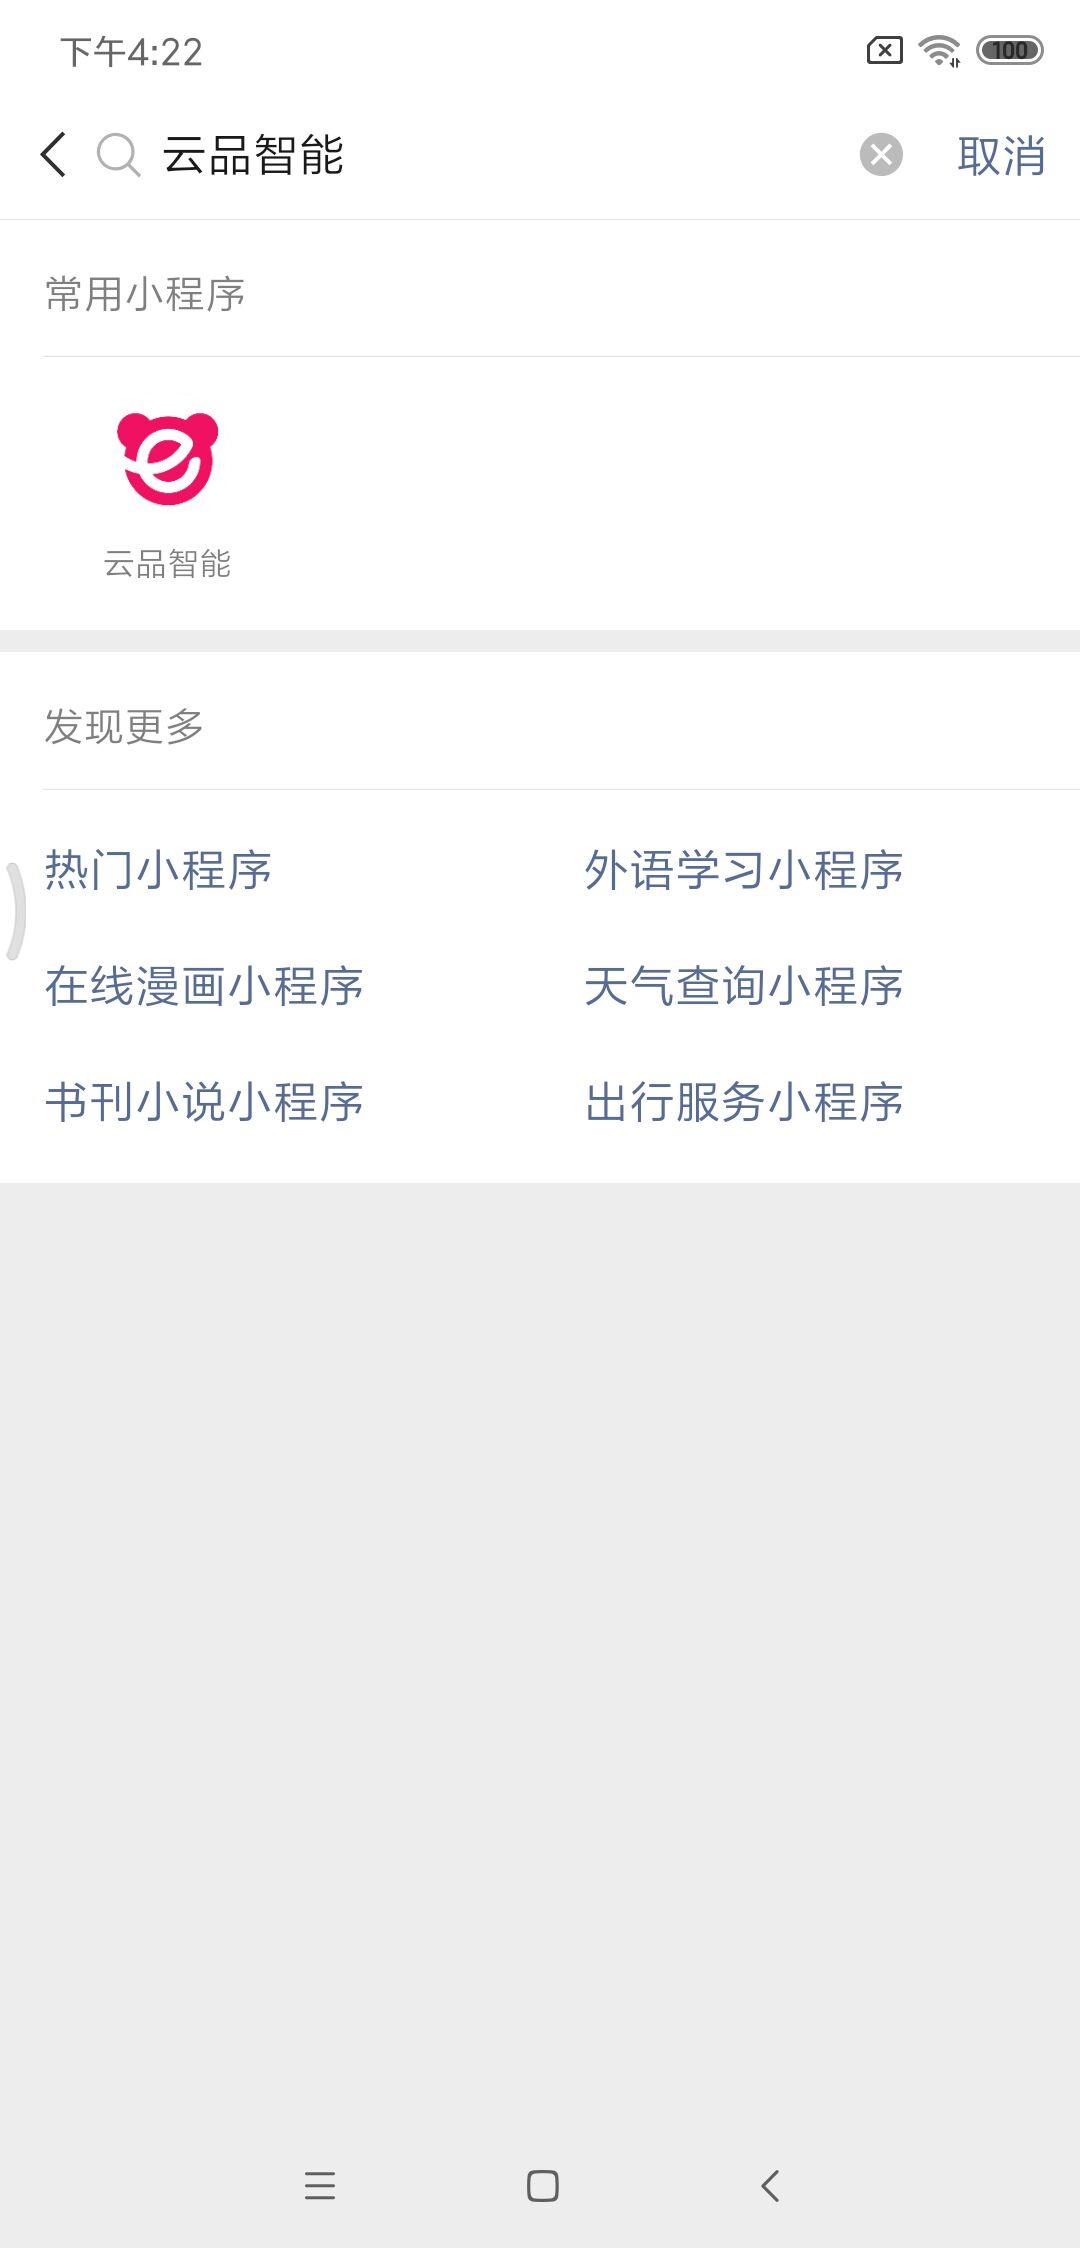 下午4:22
100
云品智能
取消
常用小程序
云品智能
发现更多
热门小程序
外语学习小程序
在线漫画小程序
天气查询小程序
书刊小说小程序
出行服务小程序